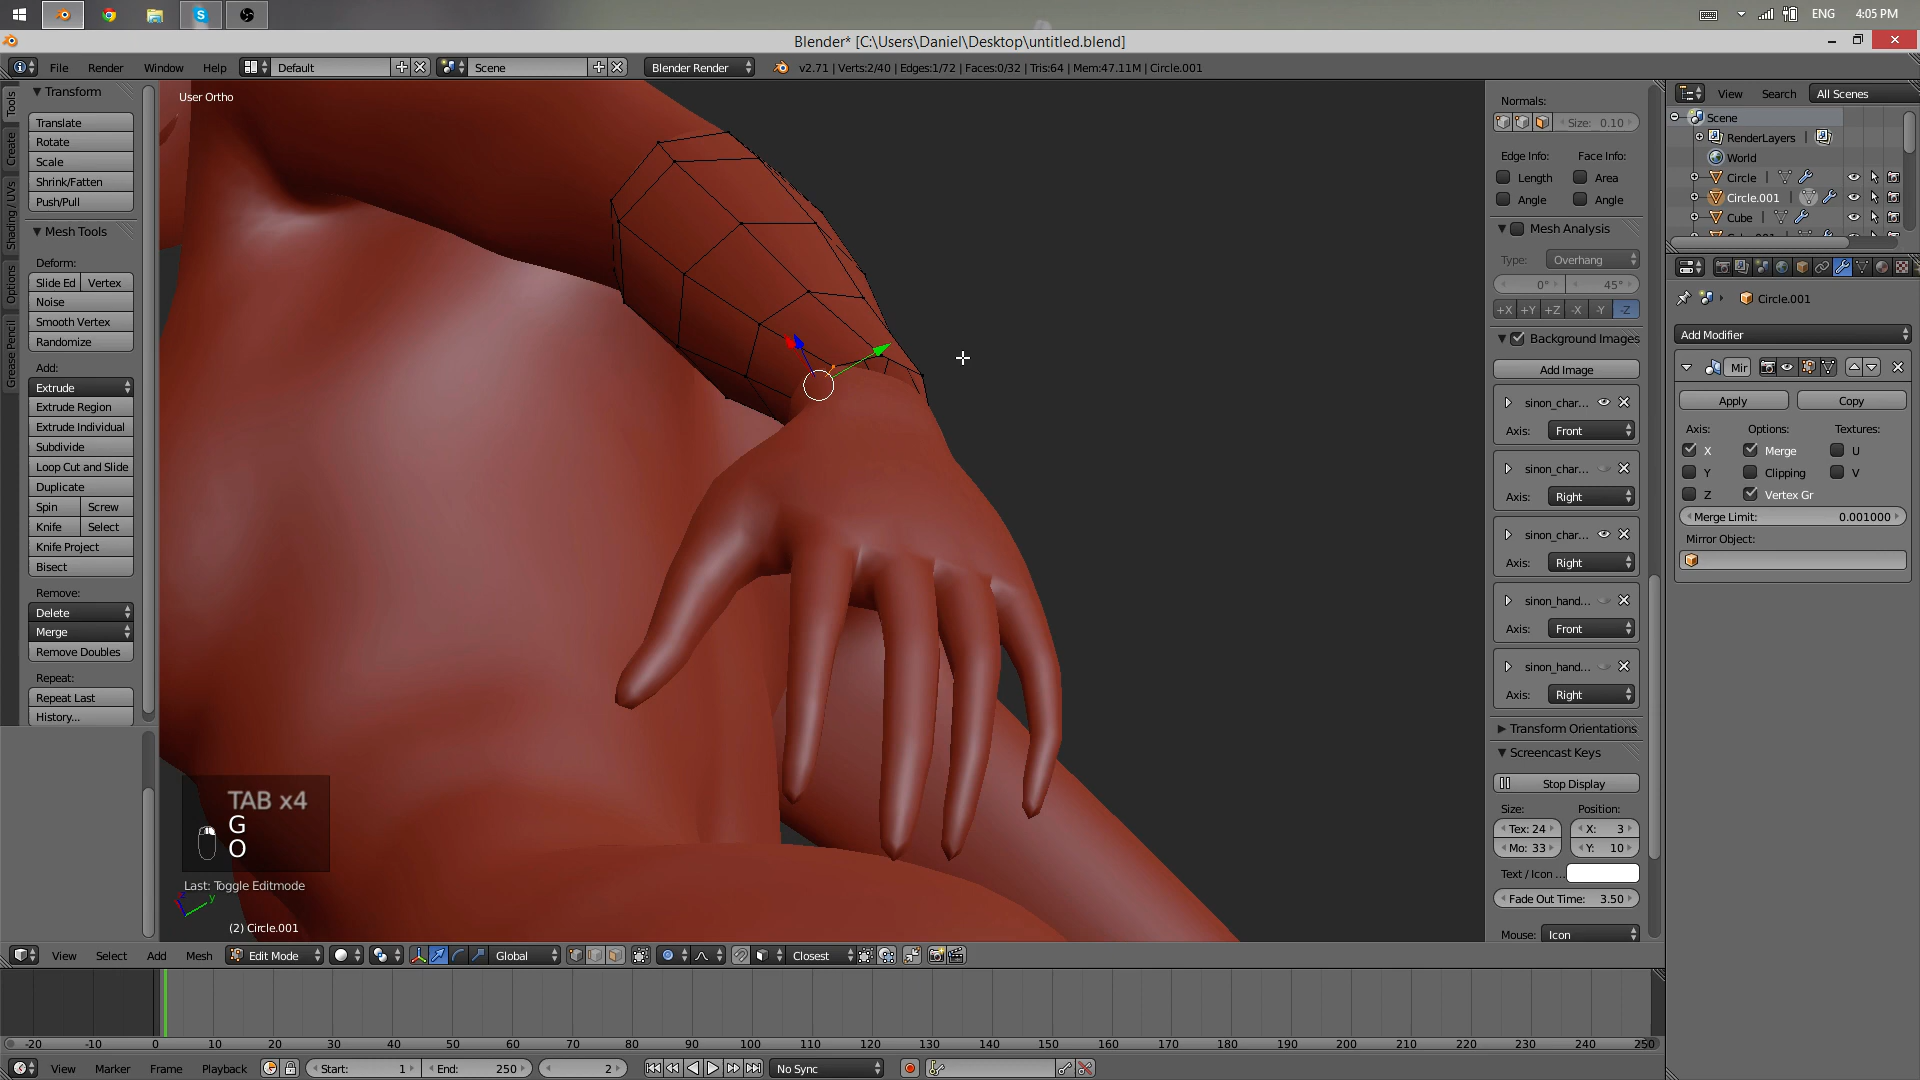 ENG
4:05 PM
Blender* [C:\Users\Daniel\Desktop\untitled.blend]
File
Render
Window
Help
Default
Scene
Blender Render
v2.71 | Verts:2/40 | Edges:1/72 | Faces:0/32 | Tris:64 | Mem:47.11M | Circle.001
Tools
Create
Shading / UVs
Options
Grease Pencil
Transform
Translate
Rotate
Scale
Shrink/Fatten
Push/Pull
Mesh Tools
Deform:
Slide Ed
Vertex
Noise
Smooth Vertex
Randomize
Add:
Extrude
Extrude Region
Extrude Individual
Subdivide
Loop Cut and Slide
Duplicate
Spin
Screw
Knife
Select
Knife Project
Bisect
Remove:
Delete
Merge
Remove Doubles
Repeat:
Repeat Last
History...
User Ortho
TAB x4
G
O
Last: Toggle Editmode
y
(2) Circle.001
Normals:
Size: 0.10
Edge Info:
Face Info:
Length
Area
Angle
Angle
Mesh Analysis
Type:
Overhang
0°
45°
+X
+Y
+Z
-X
-Y
-Z
Background Images
Add Image
sinon_char...
Axis:
Front
sinon_char...
Axis:
Right
sinon_char...
Axis:
Right
sinon_hand...
Axis:
Front
sinon_hand...
Axis:
Right
Transform Orientations
Screencast Keys
Stop Display
Size:
Position:
Tex: 24
X: 3
Mo: 33
Y: 10
Text / Icon ...
Fade Out Time: 3.50
Mouse:
Icon
View
Search
All Scenes
Scene
RenderLayers
World
Circle
Circle.001
Cube
Circle.001
Add Modifier
Mir
Apply
Copy
Axis:
Options:
Textures:
X
Merge
U
Y
Clipping
V
Z
Vertex Gr
Merge Limit: 0.001000
Mirror Object:
View
Select
Add
Mesh
Edit Mode
Global
Closest
-20 -10 0 10 20 30 40 50 60 70 80 90 100 110 120 130 140 150 160 170 180 190 200 210 220 230 240 250
View
Marker
Frame
Playback
Start: 1
End: 250
2
No Sync